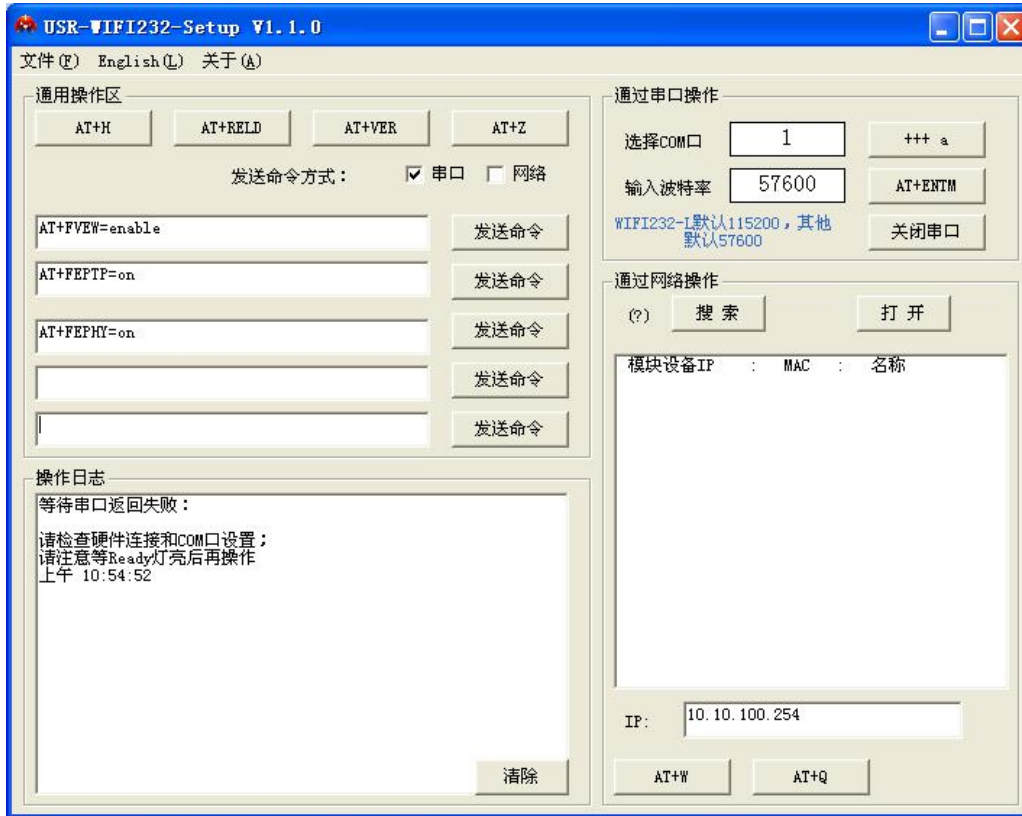 USR-WIFI232-Setup V1.1.0
文件(F) English(L) 关于(A)
通用操作区
AT+H AT+RELD AT+VER AT+Z
发送命令方式： 串口 网络
AT+FVEW=enable 发送命令
AT+FEPTP=on 发送命令
AT+FEPHY=on 发送命令
发送命令
发送命令
操作日志
等待串口返回失败：
请检查硬件连接和COM口设置；
请注意等Ready灯亮后再操作
上午 10:54:52
清除
通过串口操作
选择COM口 1 +++ a
输入波特率 57600 AT+ENTM
WIFI232-L默认115200，其他
默认57600
关闭串口
通过网络操作
(?) 搜 索 打 开
模块设备IP : MAC : 名称
IP: 10.10.100.254
AT+W AT+Q